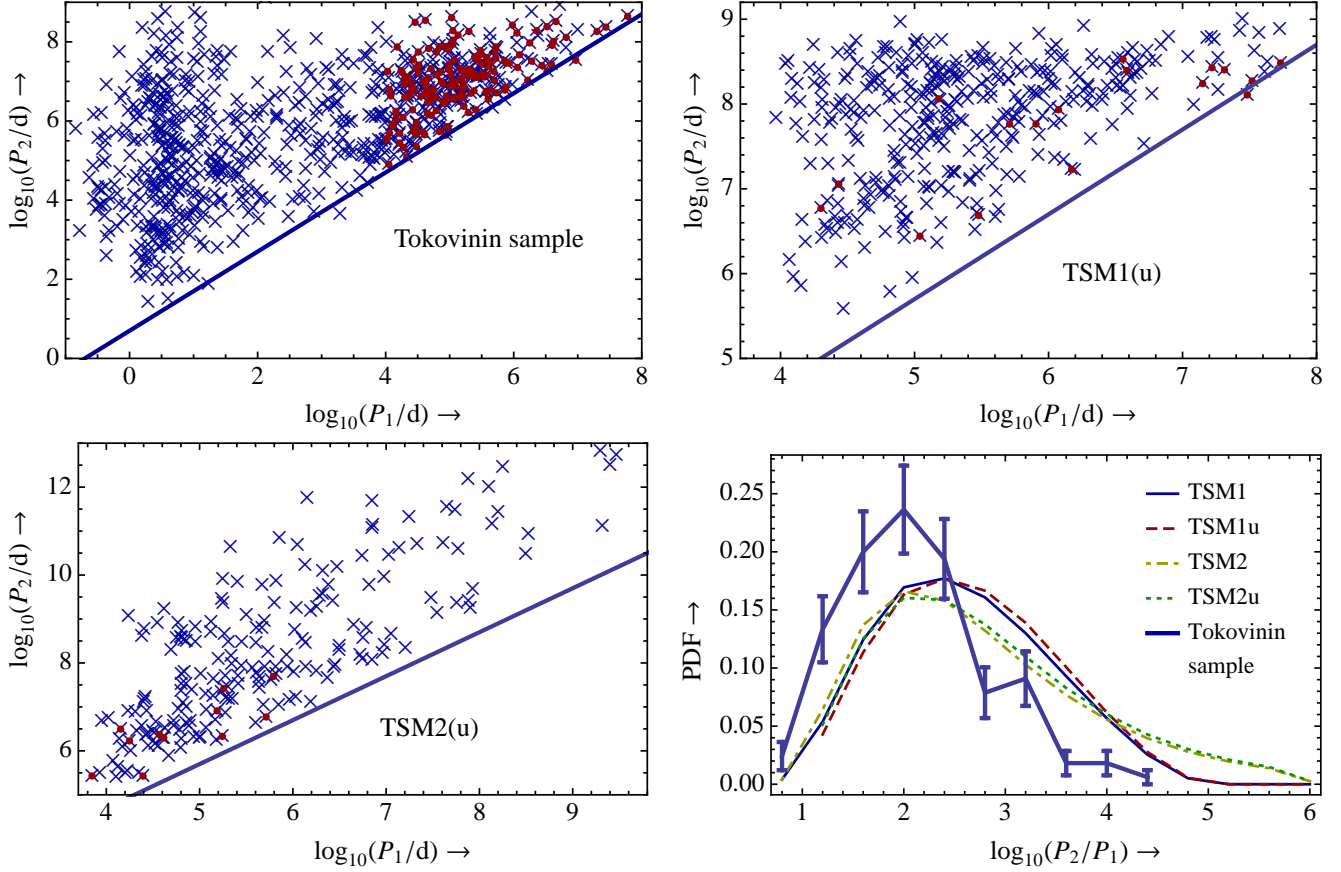 log₁₀(P₂/d) →
8
6
4
2
0
0
2
4
6
8
log₁₀(P₁/d) →
Tokovinin sample
log₁₀(P₂/d) →
9
8
7
6
5
4
5
6
7
8
log₁₀(P₁/d) →
TSM1(u)
log₁₀(P₂/d) →
12
10
8
6
4
5
6
7
8
9
log₁₀(P₁/d) →
TSM2(u)
PDF →
0.25
0.20
0.15
0.10
0.05
0.00
1
2
3
4
5
6
log₁₀(P₂/P₁) →
TSM1
TSM1u
TSM2
TSM2u
Tokovinin
sample